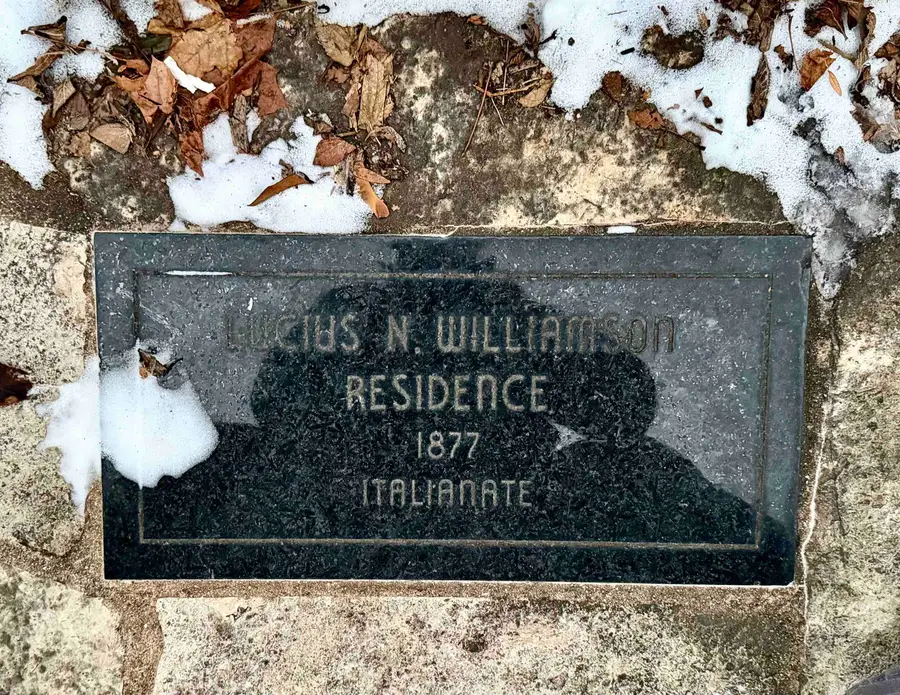 LUCIUS N. WILLIAMSON
RESIDENCE
1877
ITALIANATE